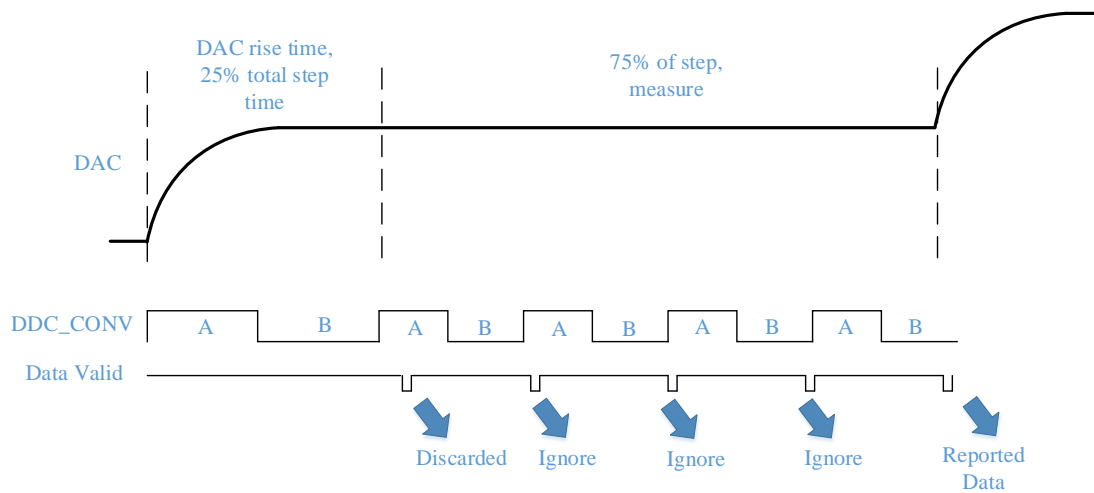 DAC rise time,
25% total step
time
75% of step,
measure
DAC
DDC_CONV
A B A B A B A B A B
Data Valid
Discarded
Ignore
Ignore
Ignore
Reported
Data